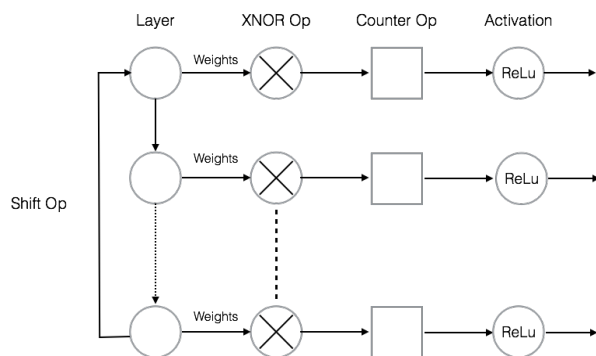 Layer XNOR Op Counter Op Activation
Weights
ReLu
Weights
ReLu
Shift Op
Weights
ReLu